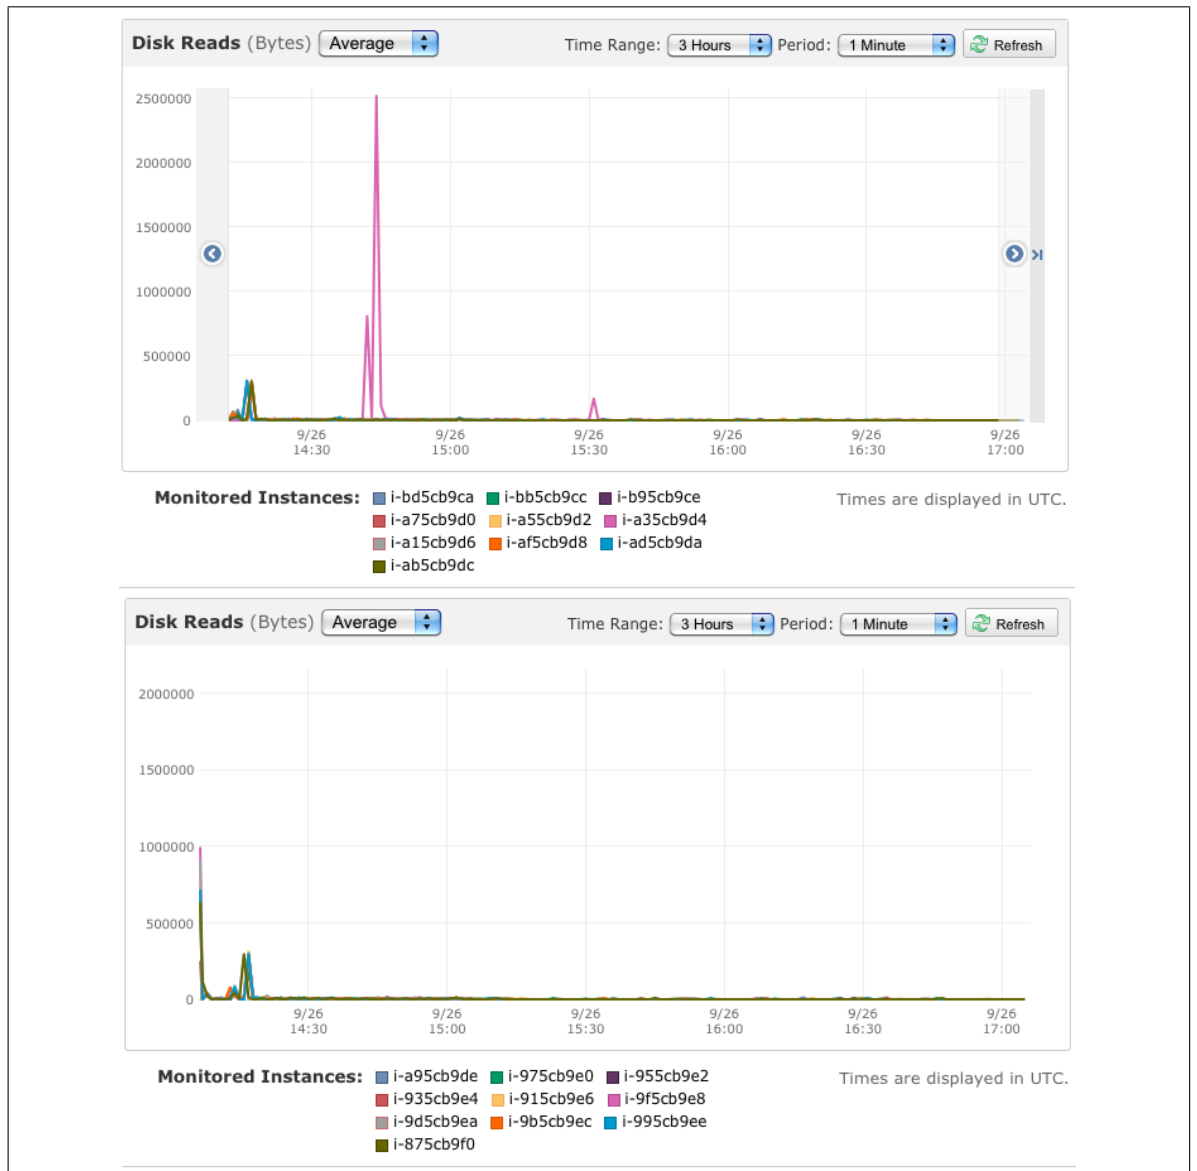 Disk Reads (Bytes) Average Time Range: 3 Hours Period: 1 Minute Refresh
2500000
2000000
1500000
1000000
500000
0
9/26 9/26 9/26 9/26 9/26 9/26
14:30 15:00 15:30 16:00 16:30 17:00
Monitored Instances: i-bd5cb9ca i-bb5cb9cc i-b95cb9ce Times are displayed in UTC.
i-a75cb9d0 i-a55cb9d2 i-a35cb9d4
i-a15cb9d6 i-af5cb9d8 i-ad5cb9da
i-ab5cb9dc
Disk Reads (Bytes) Average Time Range: 3 Hours Period: 1 Minute Refresh
2000000
1500000
1000000
500000
0
9/26 9/26 9/26 9/26 9/26 9/26
14:30 15:00 15:30 16:00 16:30 17:00
Monitored Instances: i-a95cb9de i-975cb9e0 i-955cb9e2 Times are displayed in UTC.
i-935cb9e4 i-915cb9e6 i-9f5cb9e8
i-9d5cb9ea i-9b5cb9ec i-995cb9ee
i-875cb9f0